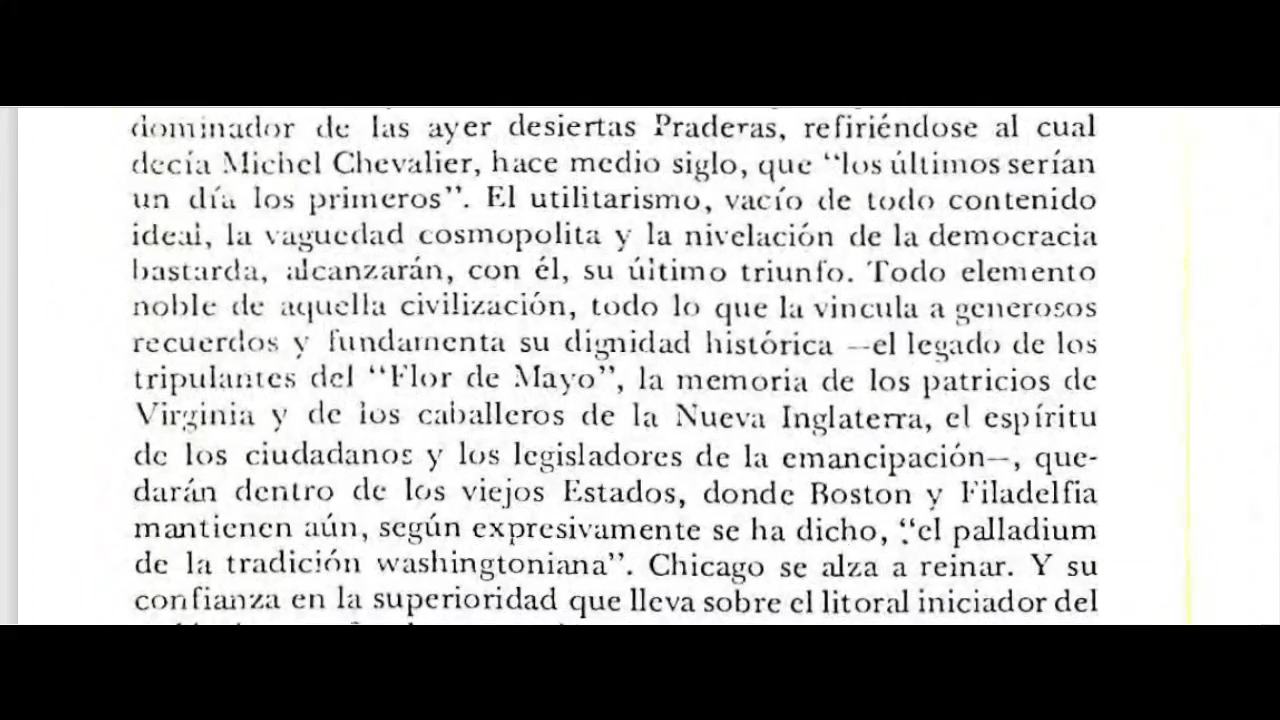 dominador de las ayer desiertas Praderas, refiriéndose al cual
decía Michel Chevalier, hace medio siglo, que “los últimos serían
un día los primeros”. El utilitarismo, vacío de todo contenido
ideal, la vaguedad cosmopolita y la nivelación de la democracia
bastarda, alcanzarán, con él, su último triunfo. Todo elemento
noble de aquella civilización, todo lo que la vincula a generosos
recuerdos y fundamenta su dignidad histórica —el legado de los
tripulantes del “Flor de Mayo”, la memoria de los patricios de
Virginia y de los caballeros de la Nueva Inglaterra, el espíritu
de los ciudadanos y los legisladores de la emancipación—, que-
darán dentro de los viejos Estados, donde Boston y Filadelfia
mantienen aún, según expresivamente se ha dicho, “el palladium
de la tradición washingtoniana”. Chicago se alza a reinar. Y su
confianza en la superioridad que lleva sobre el litoral iniciador del